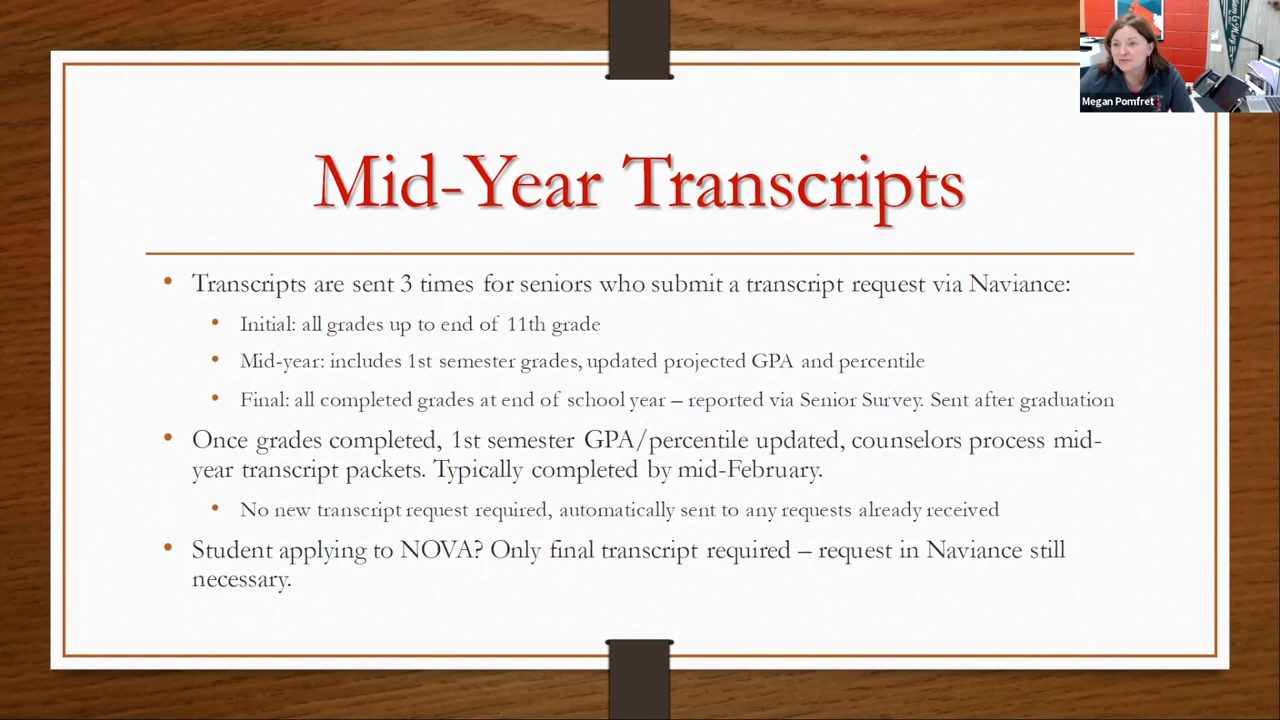 Megan Pomfret
Mid-Year Transcripts
• Transcripts are sent 3 times for seniors who submit a transcript request via Naviance:
• Initial: all grades up to end of 11th grade
• Mid-year: includes 1st semester grades, updated projected GPA and percentile
• Final: all completed grades at end of school year – reported via Senior Survey. Sent after graduation
• Once grades completed, 1st semester GPA/percentile updated, counselors process mid-
year transcript packets. Typically completed by mid-February.
• No new transcript request required, automatically sent to any requests already received
• Student applying to NOVA? Only final transcript required – request in Naviance still
necessary.